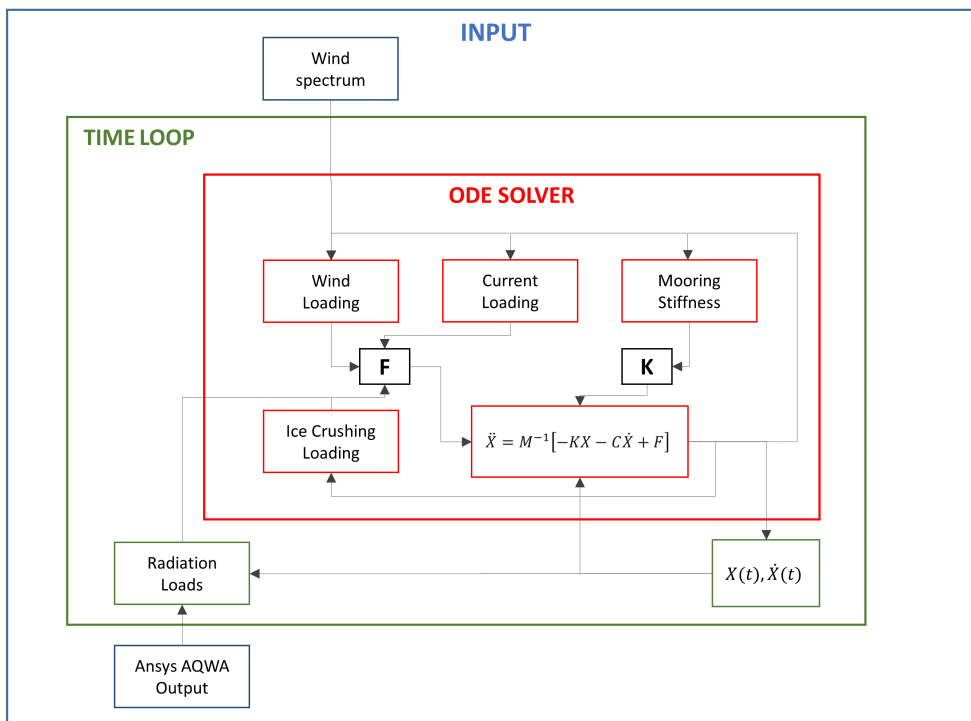 INPUT
Wind
spectrum
TIME LOOP
ODE SOLVER
Wind
Loading
Current
Loading
Mooring
Stiffness
F
K
Ice Crushing
Loading
Ẍ = M⁻¹[−KX − CẊ + F]
Radiation
Loads
X(t), Ẋ(t)
Ansys AQWA
Output